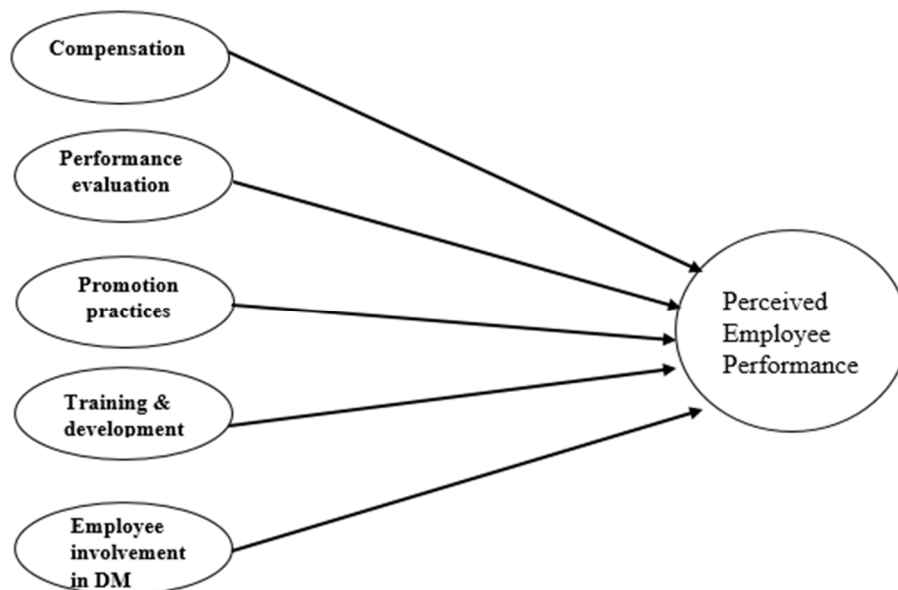 Compensation
Performance
evaluation
Promotion
practices
Training &
development
Employee
involvement
in DM
Perceived
Employee
Performance